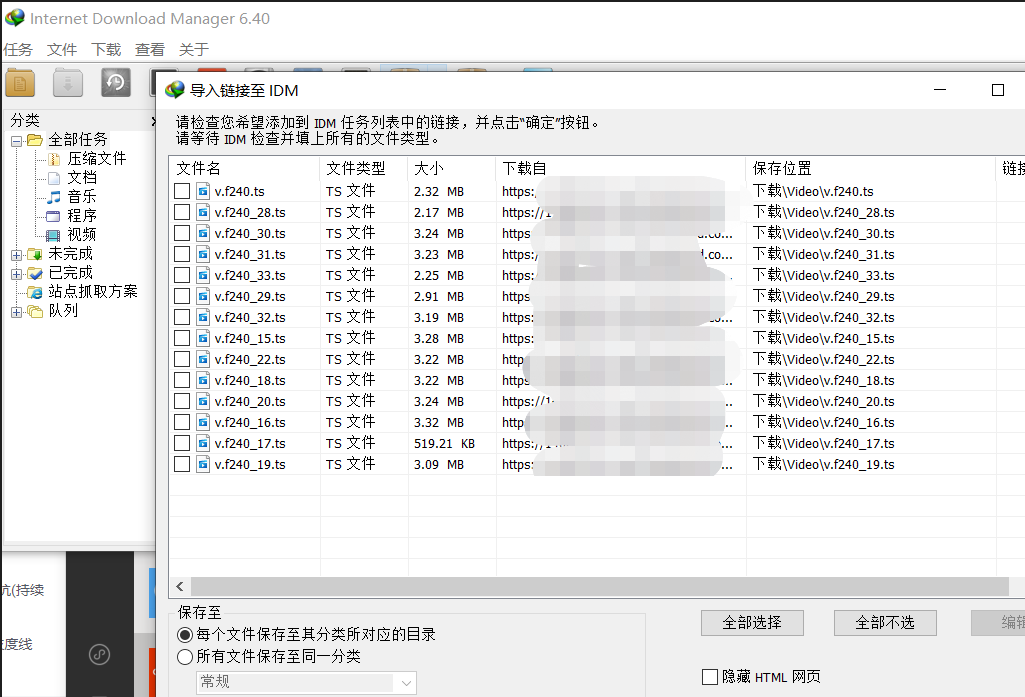 Internet Download Manager 6.40
任务 文件 下载 查看 关于
分类
全部任务
压缩文件
文档
音乐
程序
视频
未完成
已完成
站点抓取方案
队列
导入链接至 IDM
请检查您希望添加到 IDM 任务列表中的链接，并点击“确定”按钮。
请等待 IDM 检查并填上所有的文件类型。
文件名 文件类型 大小 下载自 保存位置 链接
v.f240.ts TS 文件 2.32 MB https: 下载\Video\v.f240.ts
v.f240_28.ts TS 文件 2.17 MB https://1 下载\Video\v.f240_28.ts
v.f240_30.ts TS 文件 3.24 MB https d.co... 下载\Video\v.f240_30.ts
v.f240_31.ts TS 文件 3.23 MB https:/ d.co... 下载\Video\v.f240_31.ts
v.f240_33.ts TS 文件 2.25 MB https: 下载\Video\v.f240_33.ts
v.f240_29.ts TS 文件 2.91 MB https 下载\Video\v.f240_29.ts
v.f240_32.ts TS 文件 3.19 MB https: ... 下载\Video\v.f240_32.ts
v.f240_15.ts TS 文件 3.28 MB https: 下载\Video\v.f240_15.ts
v.f240_22.ts TS 文件 3.22 MB http 下载\Video\v.f240_22.ts
v.f240_18.ts TS 文件 3.22 MB https ... 下载\Video\v.f240_18.ts
v.f240_20.ts TS 文件 3.24 MB https://1 ... 下载\Video\v.f240_20.ts
v.f240_16.ts TS 文件 3.32 MB https: ... 下载\Video\v.f240_16.ts
v.f240_17.ts TS 文件 519.21 KB https://1 ... 下载\Video\v.f240_17.ts
v.f240_19.ts TS 文件 3.09 MB https: ... 下载\Video\v.f240_19.ts
(持续
度线
保存至
每个文件保存至其分类所对应的目录
所有文件保存至同一分类
常规
全部选择 全部不选 编辑
隐藏 HTML 网页